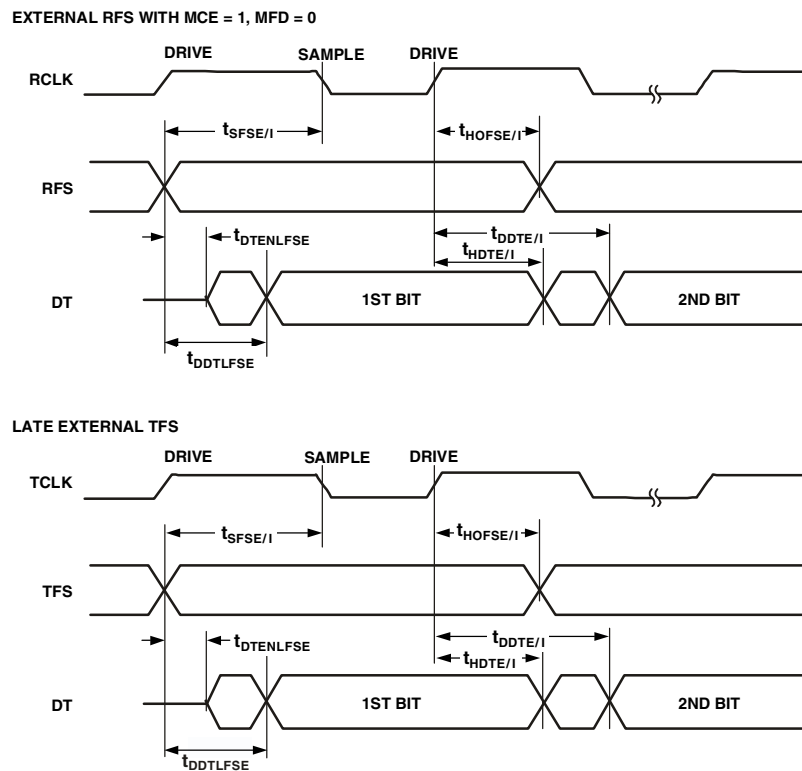 EXTERNAL RFS WITH MCE = 1, MFD = 0
DRIVE SAMPLE DRIVE
RCLK
tSFSE/I tHOFSE/I
RFS
tDDTE/I
tDTENLFSE
tHDTE/I
DT 1ST BIT 2ND BIT
tDDTLFSE
LATE EXTERNAL TFS
DRIVE SAMPLE DRIVE
TCLK
tSFSE/I tHOFSE/I
TFS
tDDTE/I
tDTENLFSE
tHDTE/I
DT 1ST BIT 2ND BIT
tDDTLFSE